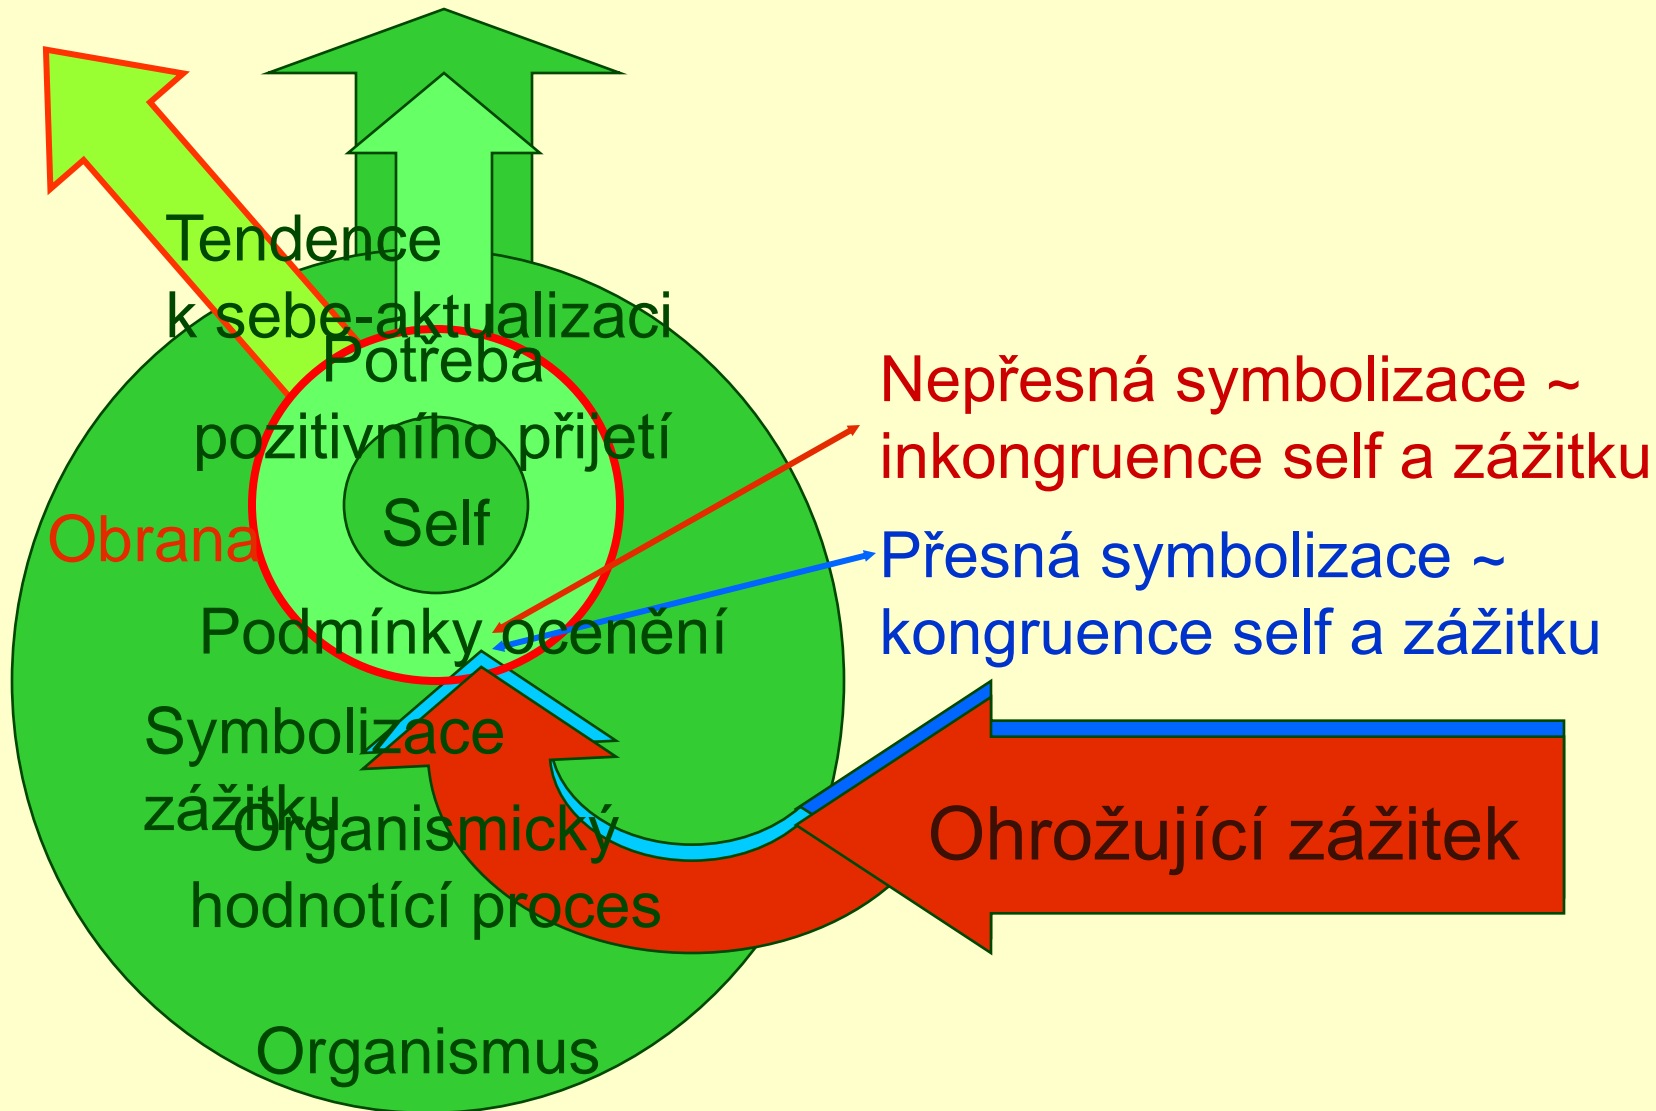 Tendence
k sebe-aktualizaci
Potřeba
pozitivního přijetí
Self
Obrana
Podmínky ocenění
Symbolizace
zážitku
Organismický
hodnotící proces
Organismus
Nepřesná symbolizace ~
inkongruence self a zážitku
Přesná symbolizace ~
kongruence self a zážitku
Ohrožující zážitek